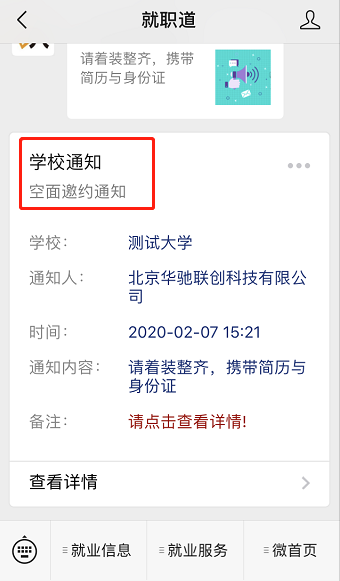 就职道
请着装整齐，携带
简历与身份证
学校通知
空面邀约通知
学校：
测试大学
通知人：
北京华驰联创科技有限公
司
时间：
2020-02-07 15:21
通知内容：
请着装整齐，携带简历与
身份证
备注：
请点击查看详情!
查看详情
就业信息
就业服务
微首页